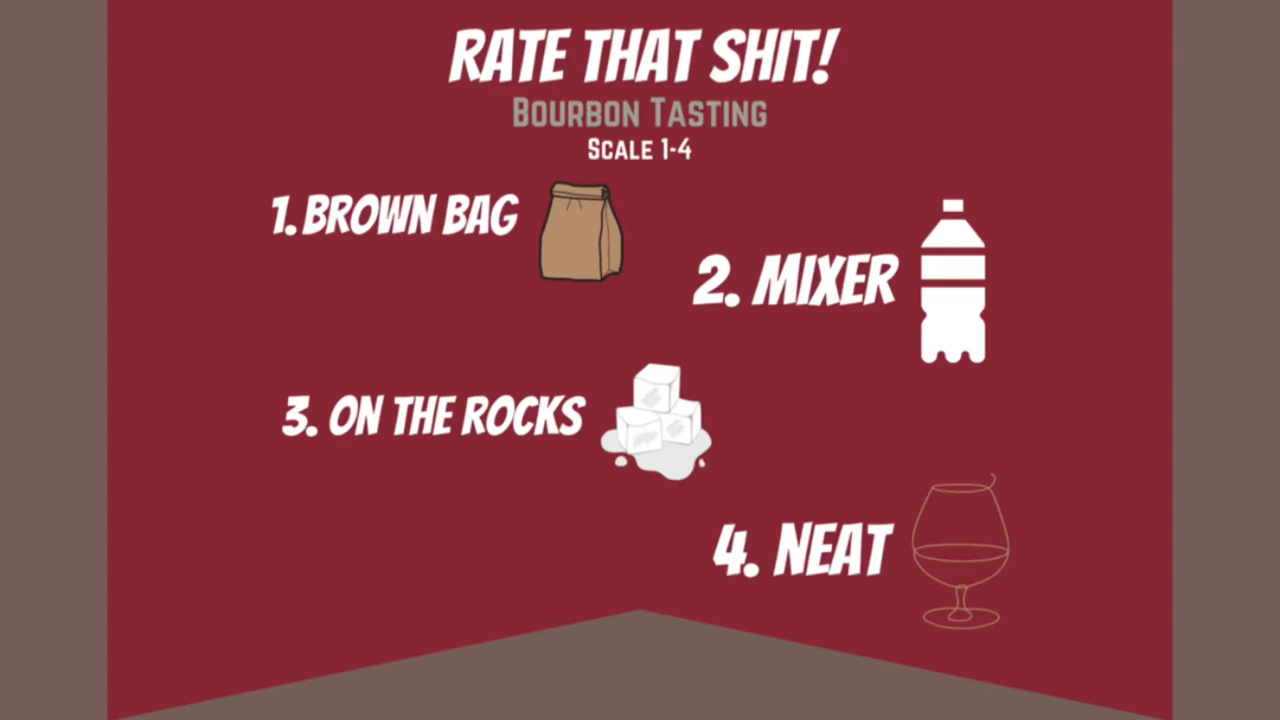 RATE THAT SHIT!
BOURBON TASTING
SCALE 1-4
1. BROWN BAG
2. MIXER
3. ON THE ROCKS
4. NEAT